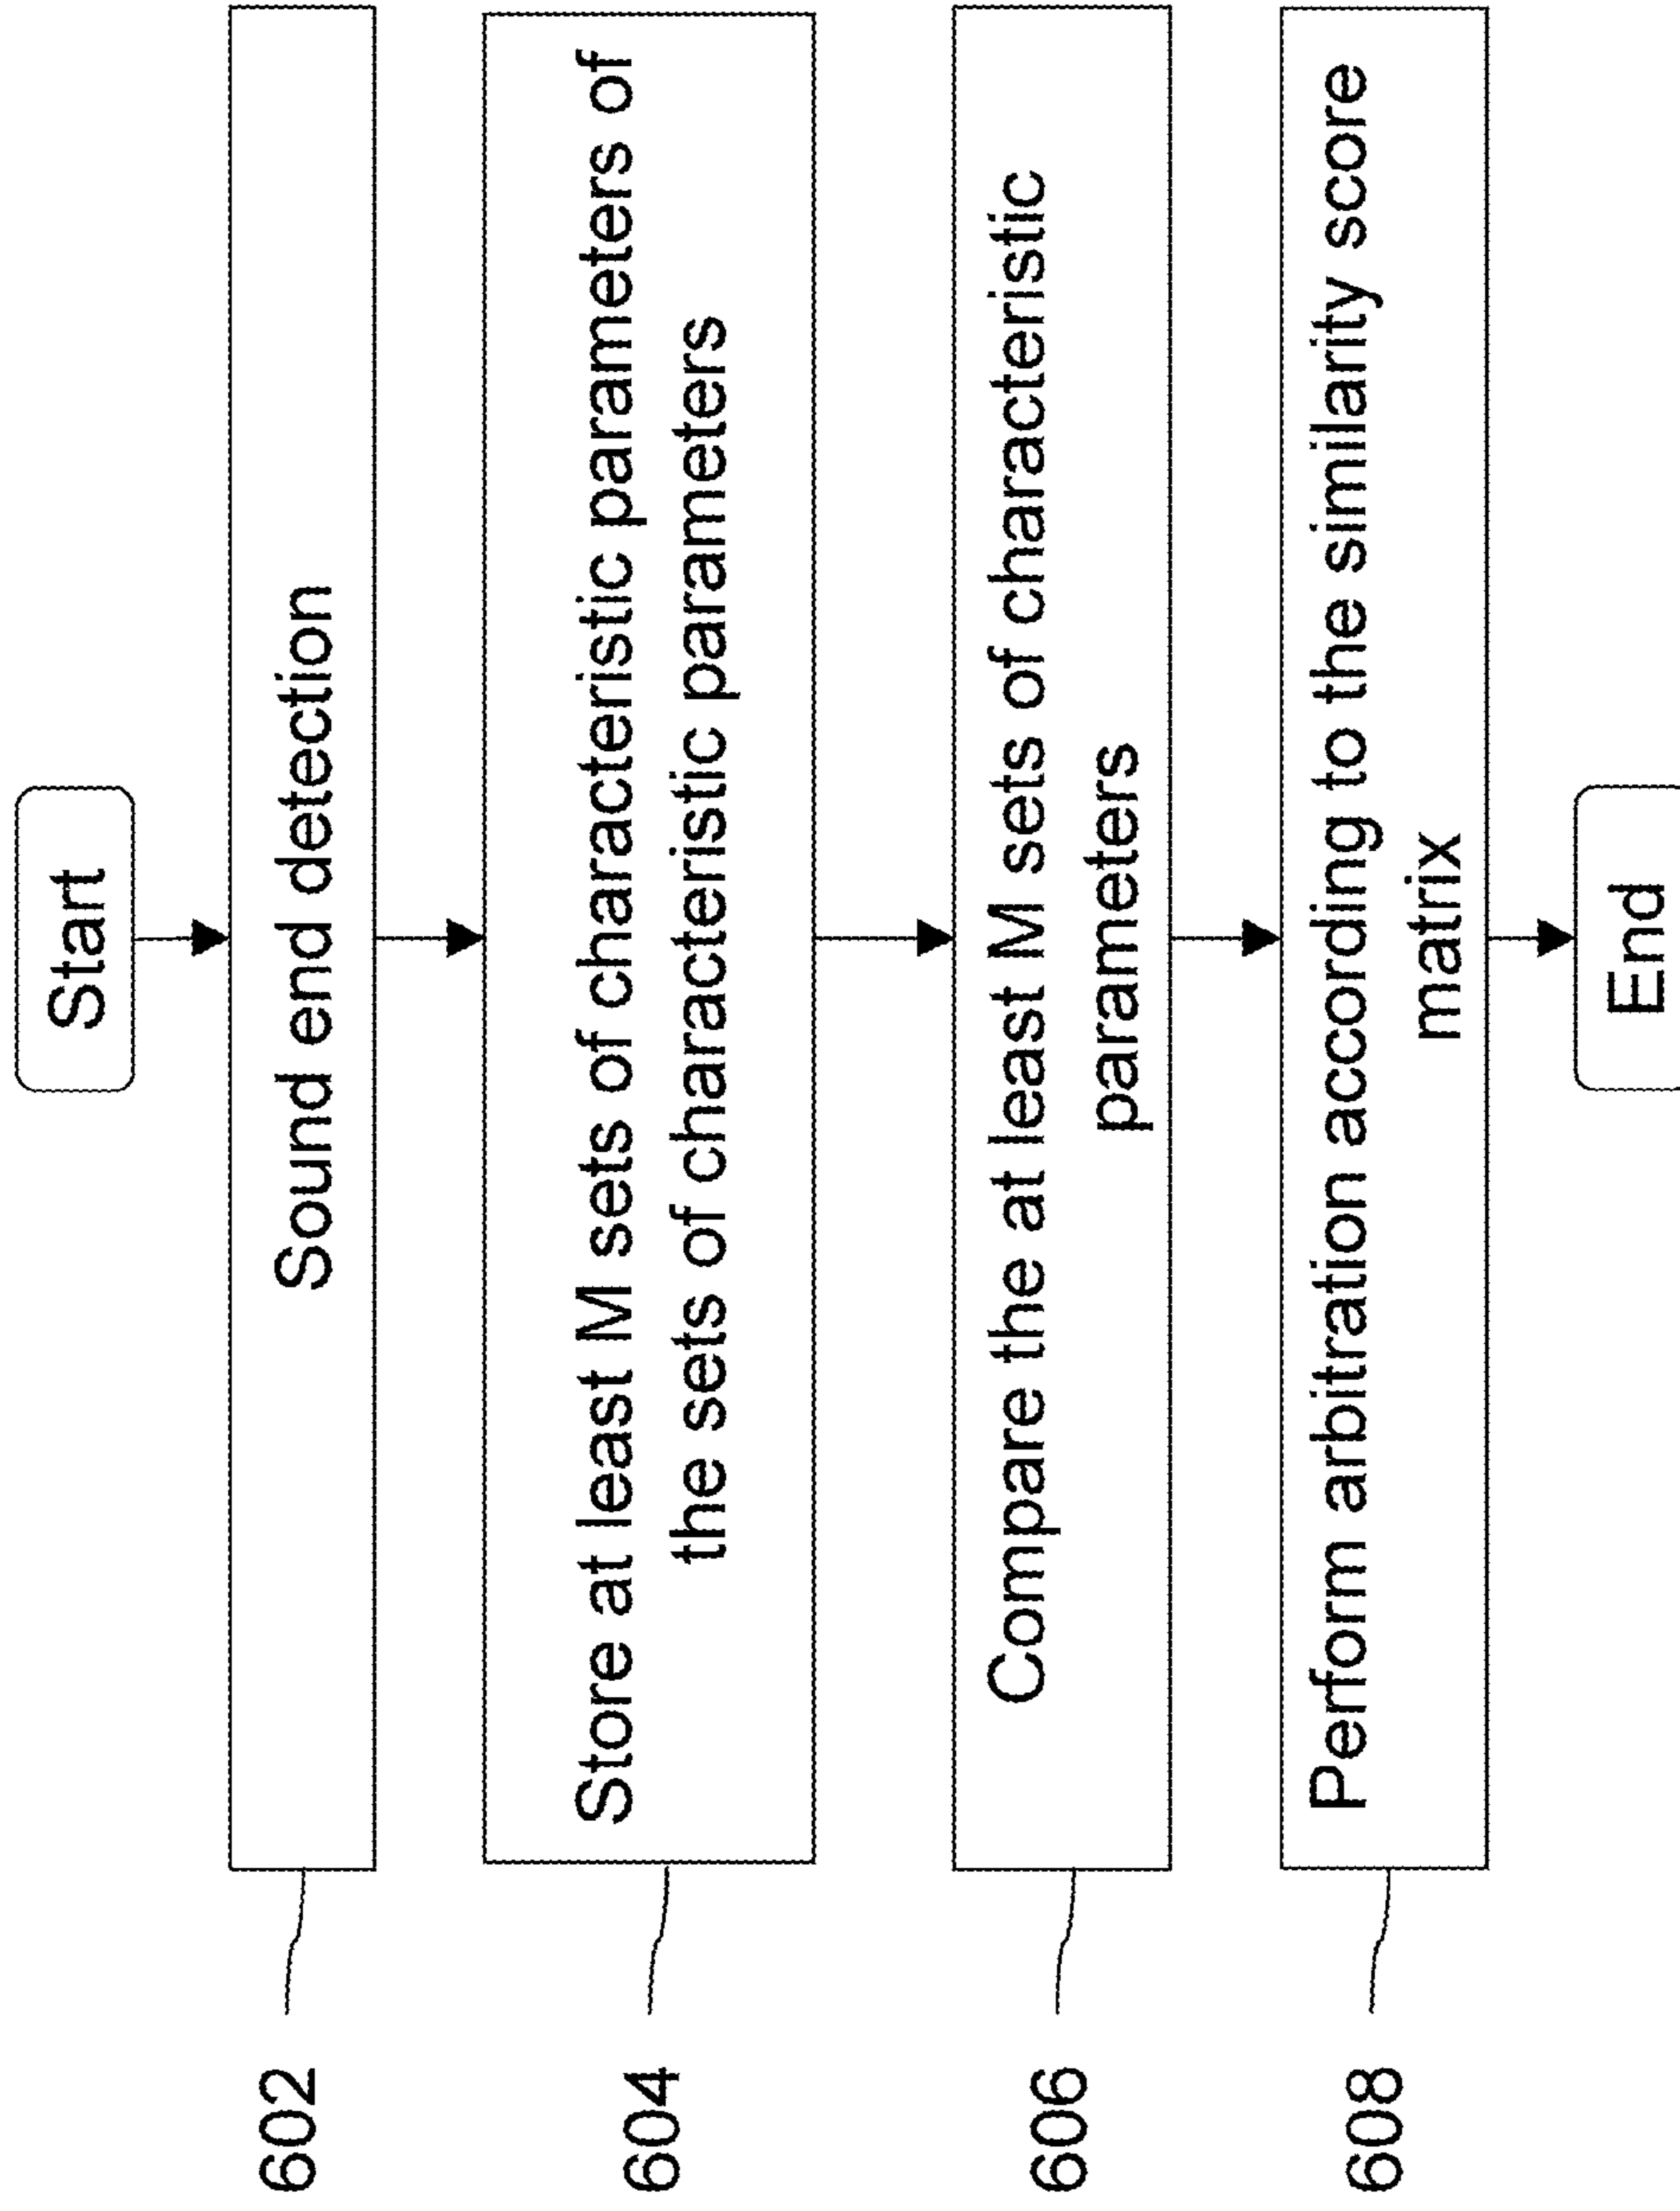 Start
602
Sound end detection
604
Store at least M sets of characteristic parameters of
the sets of characteristic parameters
606
Compare the at least M sets of characteristic
parameters
608
Perform arbitration according to the similarity score
matrix
End